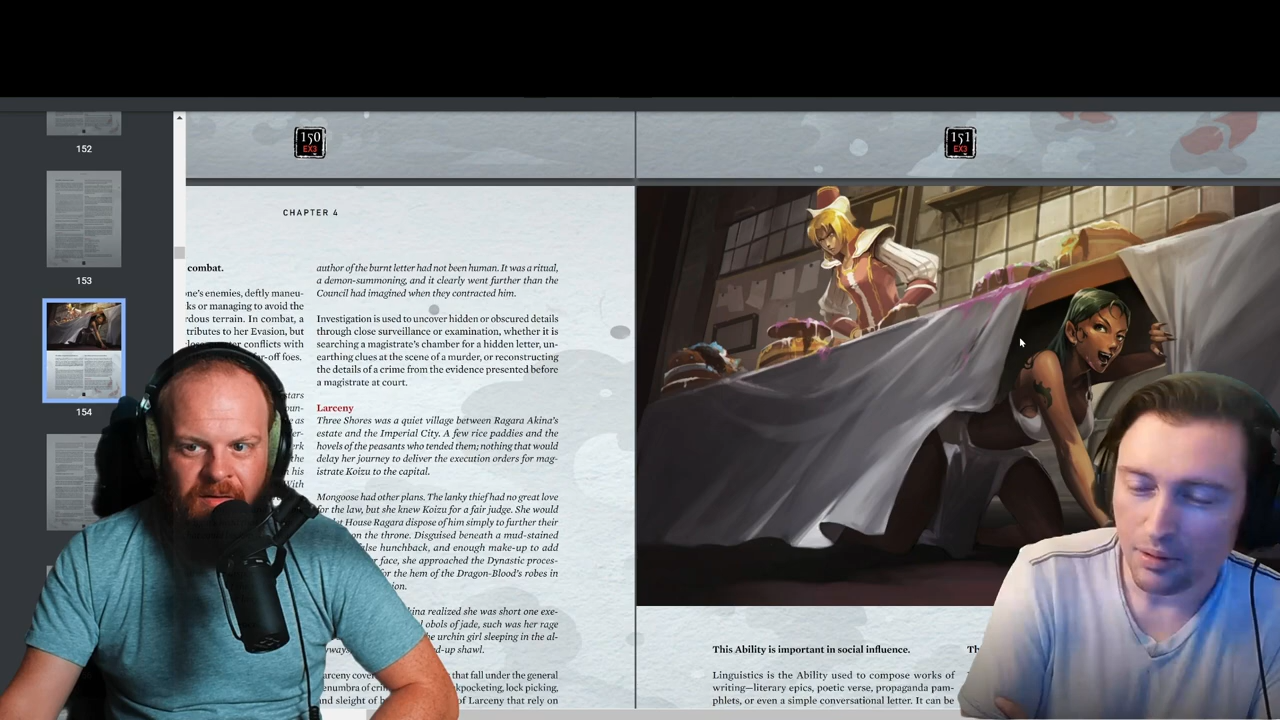 152
153
154
150
EX3
151
EX3
CHAPTER 4
combat.
one's enemies, deftly maneu-
or managing to avoid the
terrain. In combat, a
to her Evasion, but
conflicts with
foes.
author of the burnt letter had not been human. It was a ritual,
a demon-summoning, and it clearly went further than the
Council had imagined when they contracted him.
Investigation is used to uncover hidden or obscured details
through close surveillance or examination, whether it is
searching a magistrate's chamber for a hidden letter, un-
earthing clues at the scene of a murder, or reconstructing
the details of a crime from the evidence presented before
a magistrate at court.
Larceny
Three Shores was a quiet village between Ragara Akina's
estate and the Imperial City. A few rice paddies and the
hovels of the peasants who tended them; nothing that would
delay her journey to deliver the execution orders for mag-
istrate Koizu to the capital.
Mongoose had other plans. The lanky thief had no great love
for the law, but she knew Koizu for a fair judge. She would
House Ragara dispose of him simply to further their
on the throne. Disguised beneath a mud-stained
hunchback, and enough make-up to add
face, she approached the Dynastic proces-
for the hem of the Dragon-Blood's robes in
realized she was short one exe-
obols of jade, such was her rage
urchin girl sleeping in the al-
shawl.
that fall under the general
lock picking,
and sleight of
of Larceny that rely on
This Ability is important in social influence.
Linguistics is the Ability used to compose works of
writing—literary epics, poetic verse, propaganda pam-
phlets, or even a simple conversational letter. It can be